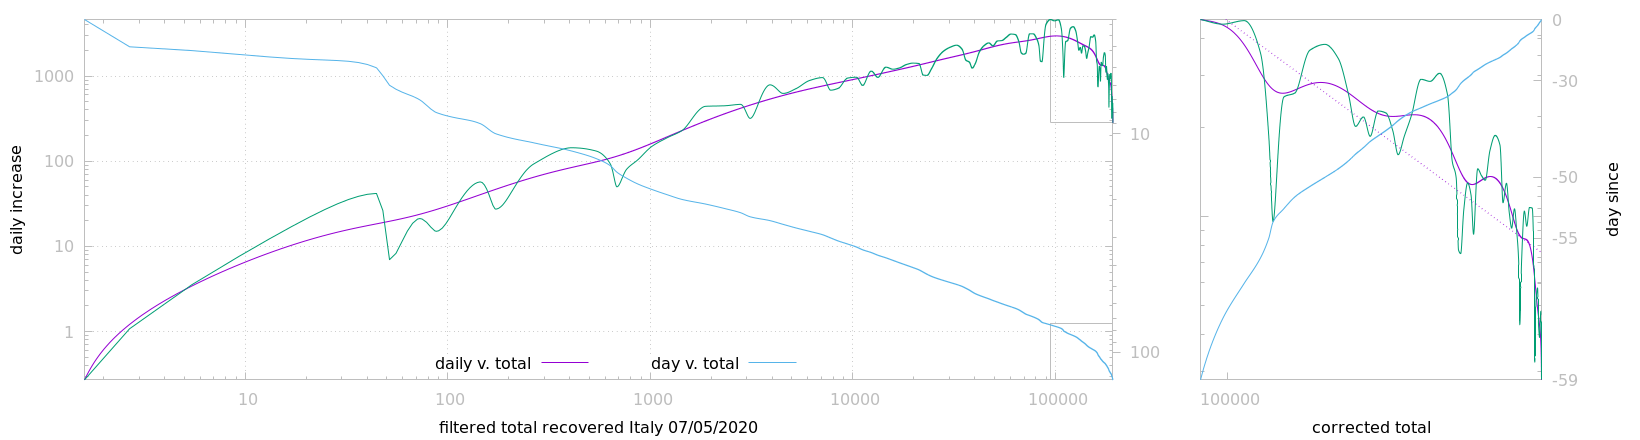 1000
100
10
1
daily increase
10
100
daily v. total
day v. total
10
100
1000
10000
100000
filtered total recovered Italy 07/05/2020
0
-30
-50
-55
-59
day since
100000
corrected total